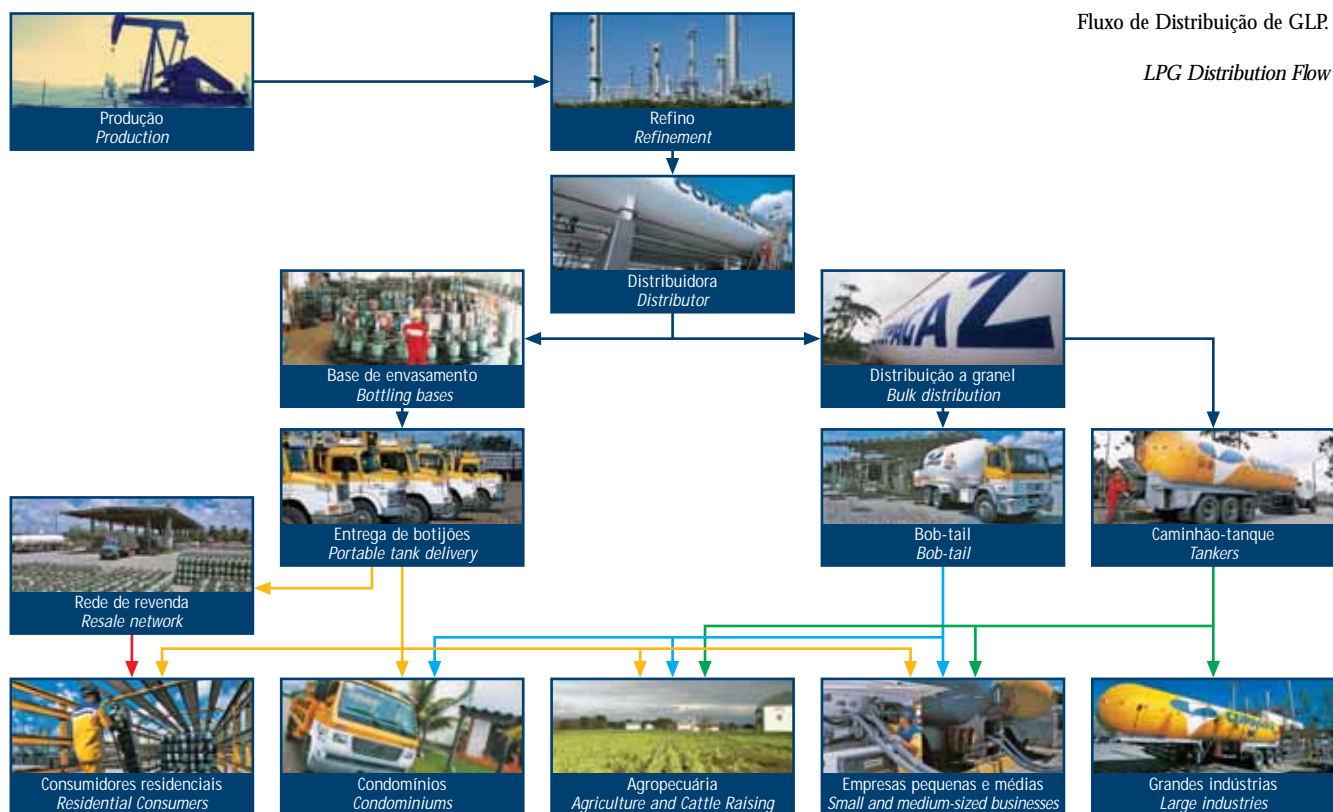 Fluxo de Distribuição de GLP.
LPG Distribution Flow
Produção
Production
Refino
Refinement
Distribuidora
Distributor
Base de envasamento
Bottling bases
GAZ
Distribuição a granel
Bulk distribution
Entrega de botijões
Portable tank delivery
Bob-tail
Bob-tail
Caminhão-tanque
Tankers
Rede de revenda
Resale network
Consumidores residenciais
Residential Consumers
Condomínios
Condominiums
Agropecuária
Agriculture and Cattle Raising
Empresas pequenas e médias
Small and medium-sized businesses
Grandes indústrias
Large industries